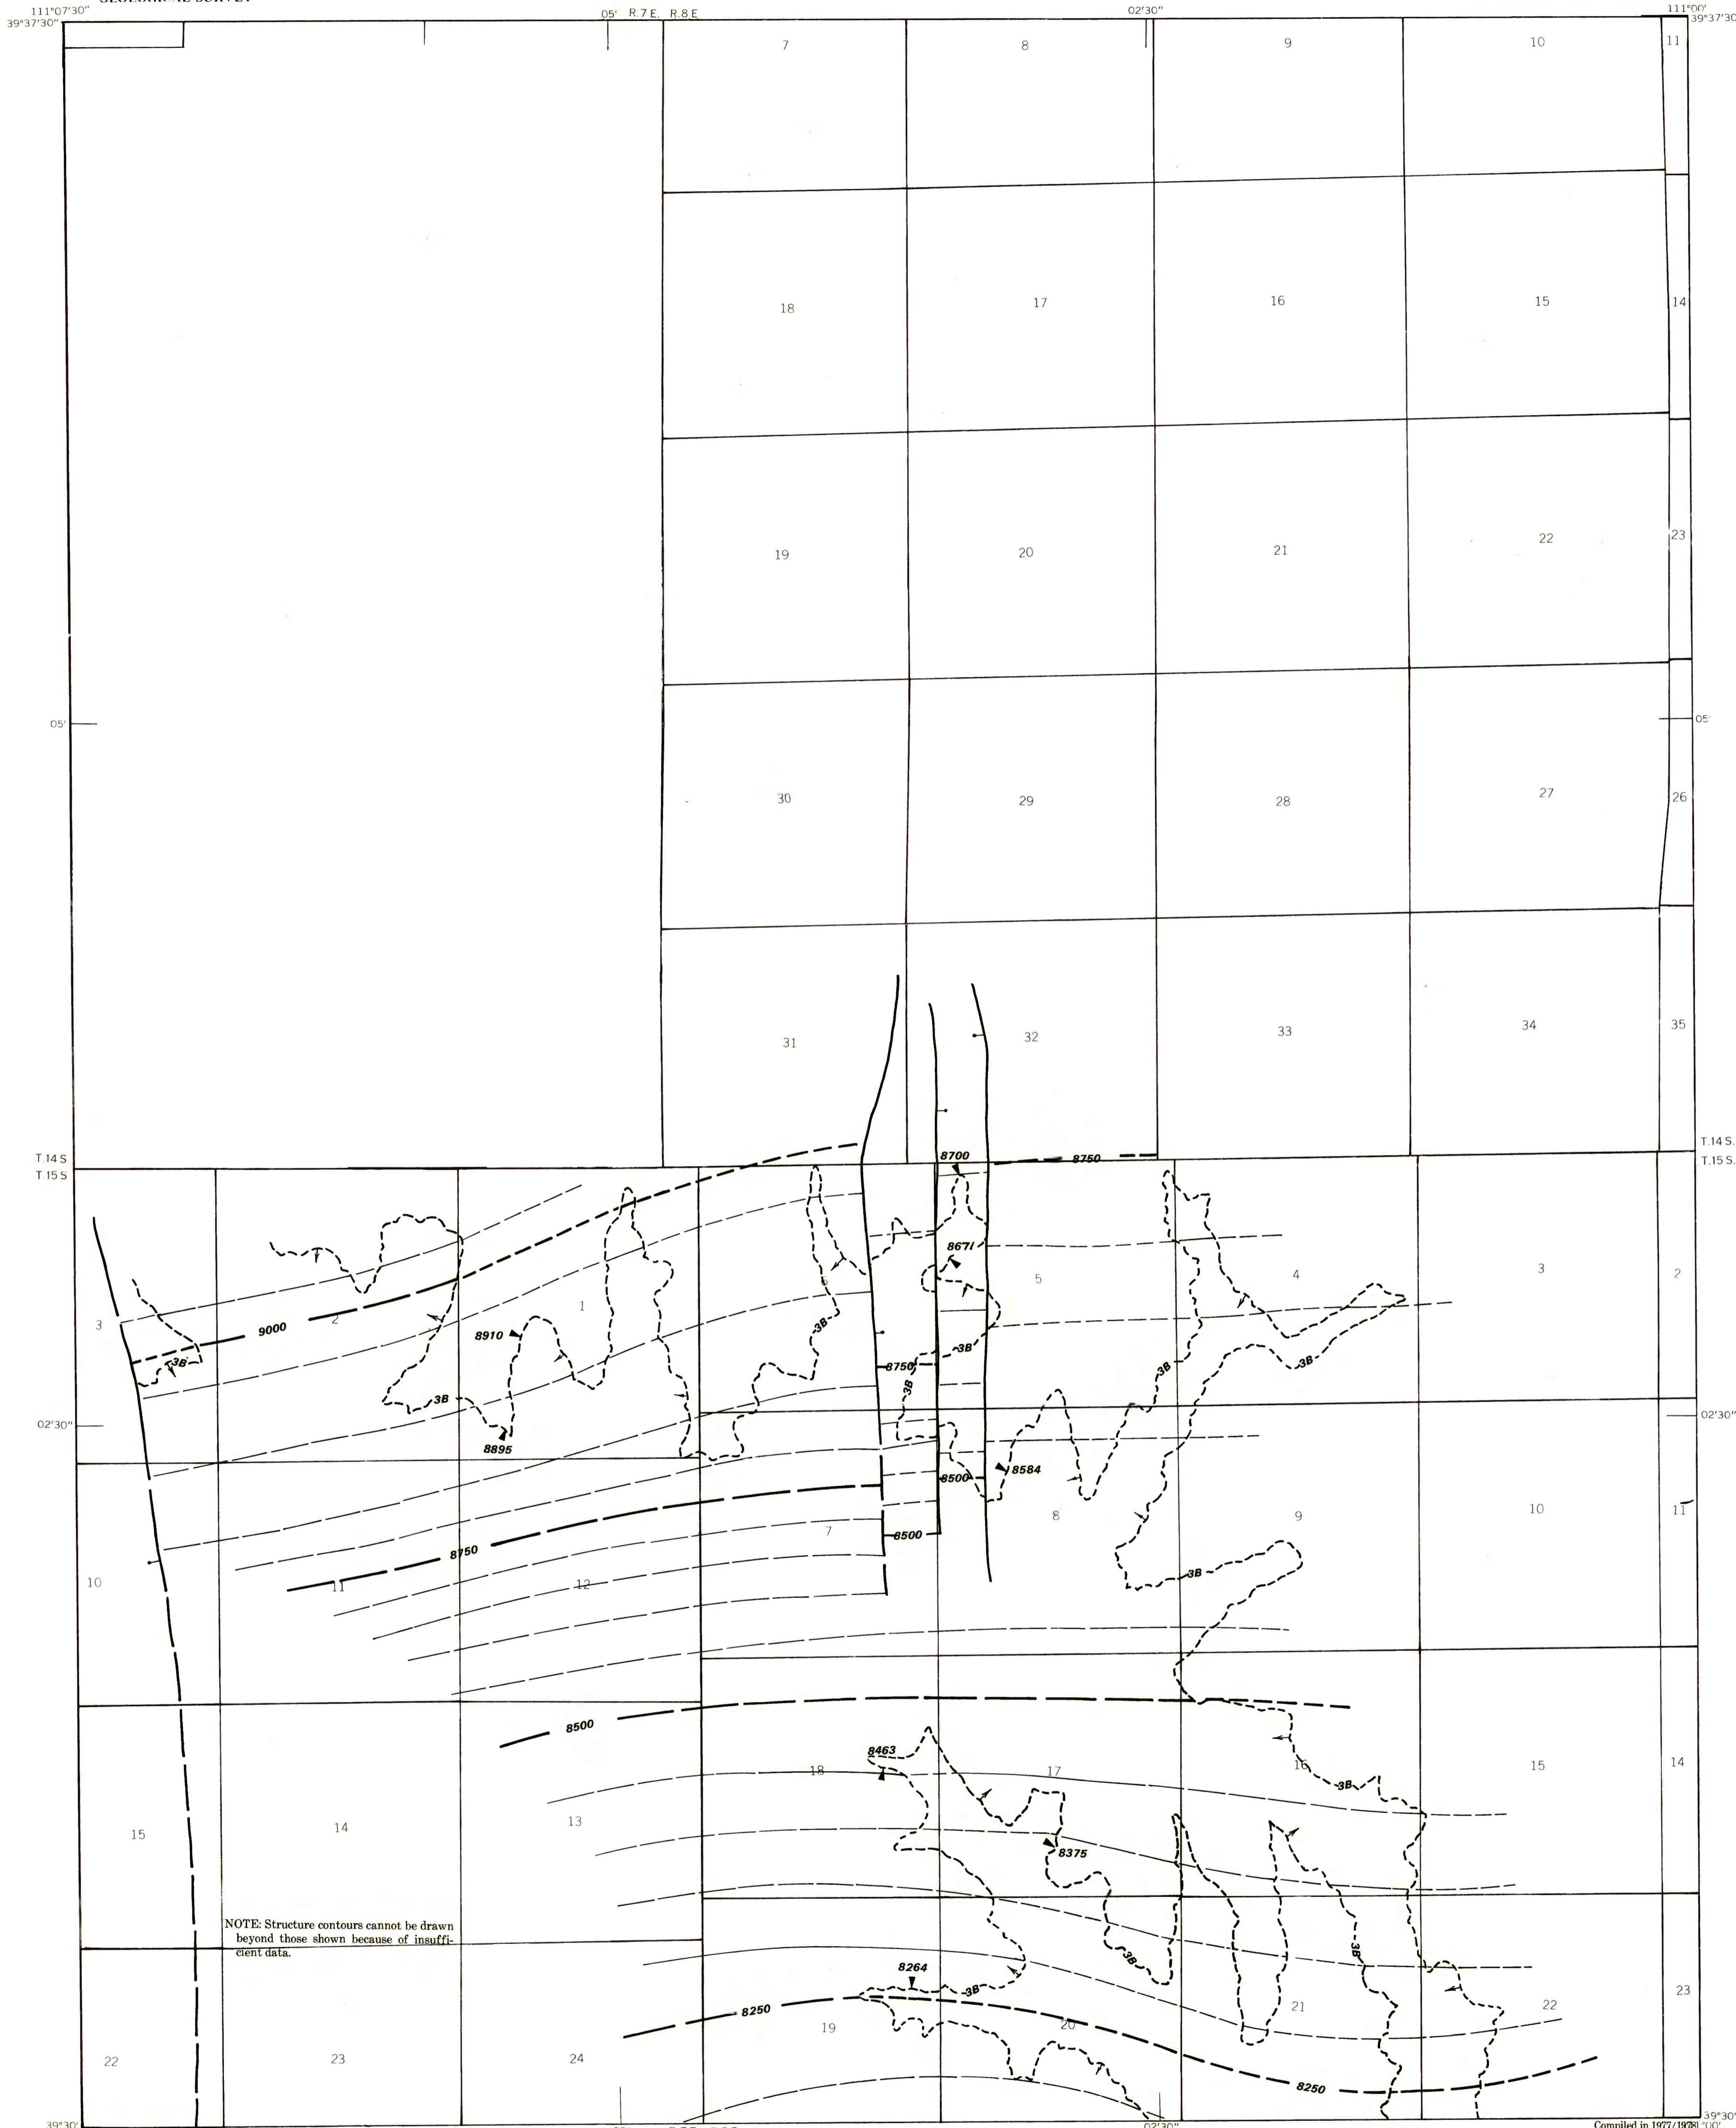 111°07'30" 05' R.7 E. R.8 E 02'30" 111°00'
39°37'30" 39°37'30
7 8 9 10 11
18 17 16 15 14
19 20 21 22 23
05' 05'
30 29 28 27 26
31 32 33 34 35
T.14 S T.14 S.
T.15 S T.15 S.
8700 8750
8671
3 2 1 6 5 4 3 2
9000
8910
3B 3B 3B 3B
8750
3B 3B 3B
02'30" 02'30"
8895 8584
8500
7 8 9 10 11
8750 8500
10 11 12
3B
8500
8463
18 17 16 15 14
3B
15 14 13
8375
NOTE: Structure contours cannot be drawn
beyond those shown because of insuffi-
cient data.
3B 3B
8264
3B
8250
19 20 21 22 23
22 23 24
8250
39°30' 02'30" 39°30'
Compiled in 1977/1978